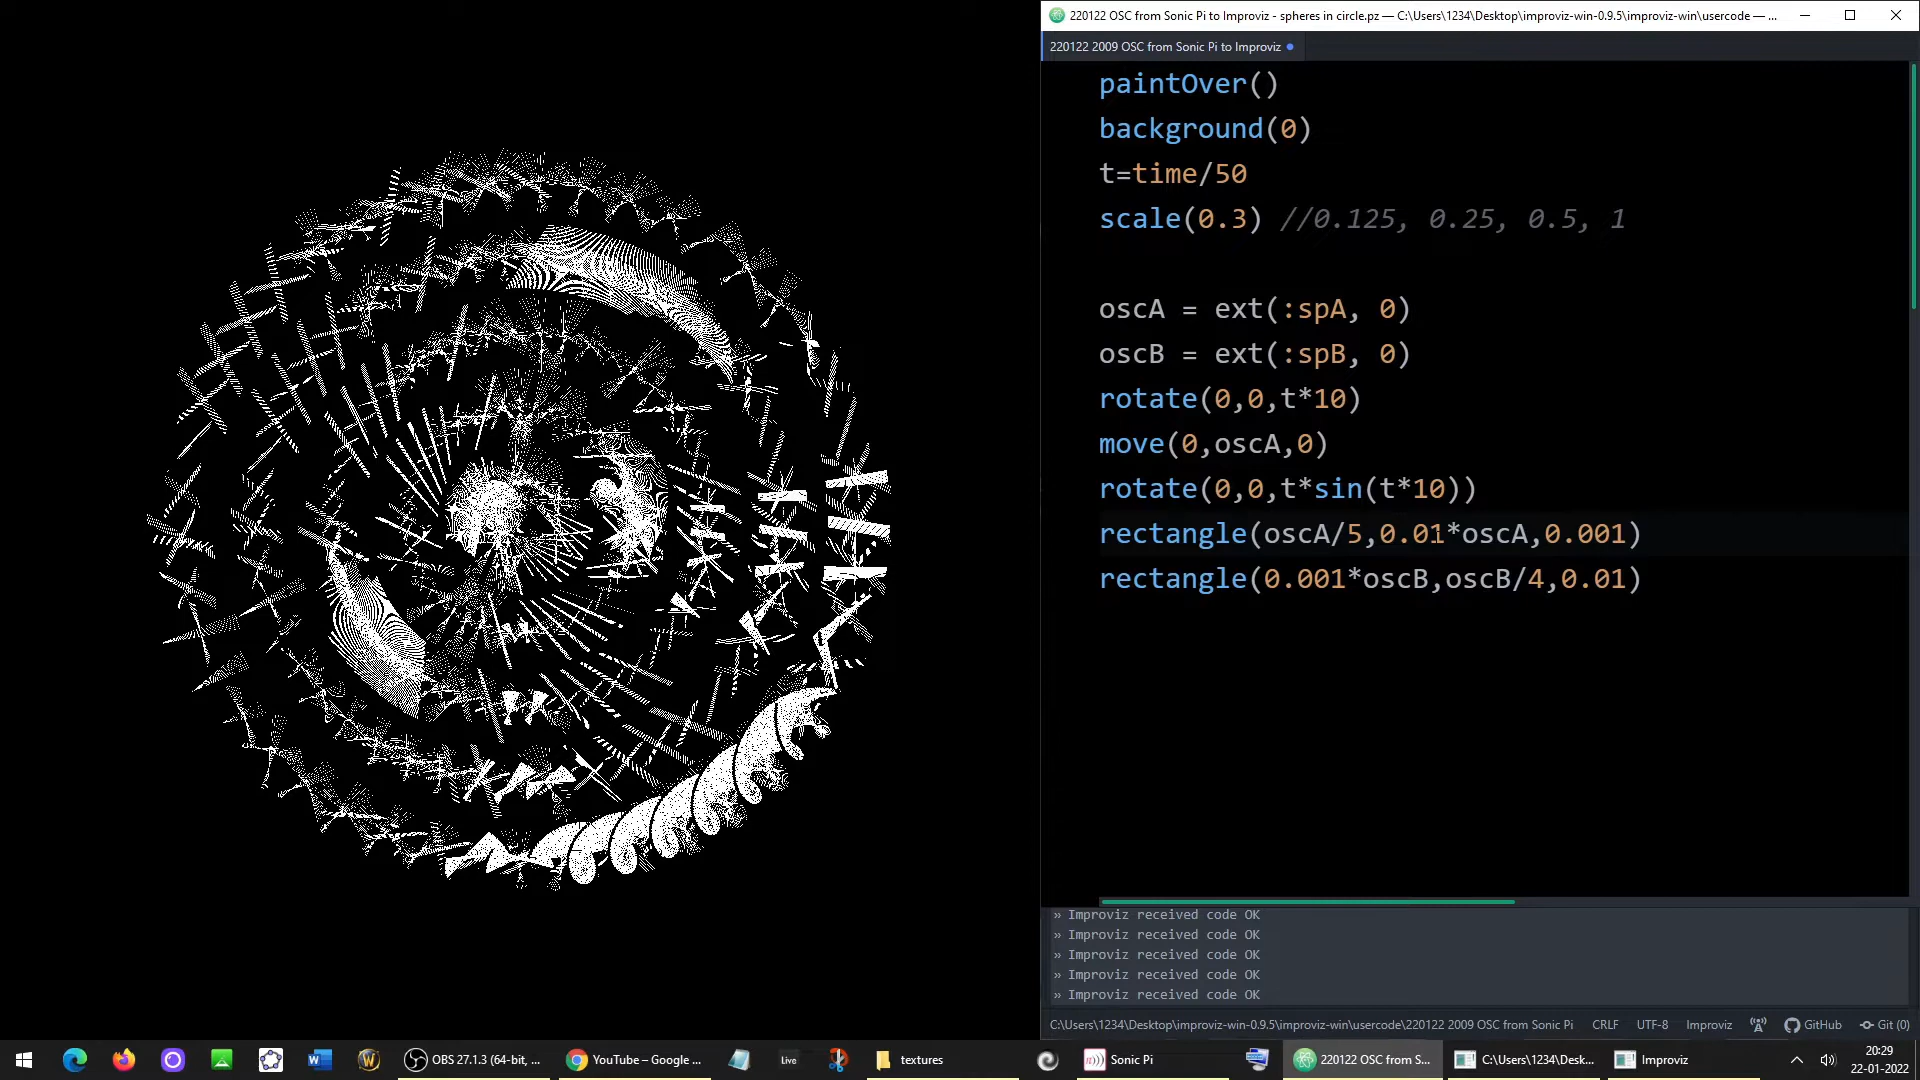 220122 OSC from Sonic Pi to Improviz - spheres in circle.pz — C:\Users\1234\Desktop\improviz-win-0.9.5\improviz-win\usercode — ...
220122 2009 OSC from Sonic Pi to Improviz
paintOver()
background(0)
t=time/50
scale(0.3) //0.125, 0.25, 0.5, 1
oscA = ext(:spA, 0)
oscB = ext(:spB, 0)
rotate(0,0,t*10)
move(0,oscA,0)
rotate(0,0,t*sin(t*10))
rectangle(oscA/5,0.01*oscA,0.001)
rectangle(0.001*oscB,oscB/4,0.01)
» Improviz received code OK
» Improviz received code OK
» Improviz received code OK
» Improviz received code OK
» Improviz received code OK
C:\Users\1234\Desktop\improviz-win-0.9.5\improviz-win\usercode\220122 2009 OSC from Sonic Pi CRLF UTF-8 Improviz GitHub Git (0)
OBS 27.1.3 (64-bit, ... YouTube – Google ... Live textures Sonic Pi 220122 OSC from S... C:\Users\1234\Desk... Improviz 20:29
22-01-2022